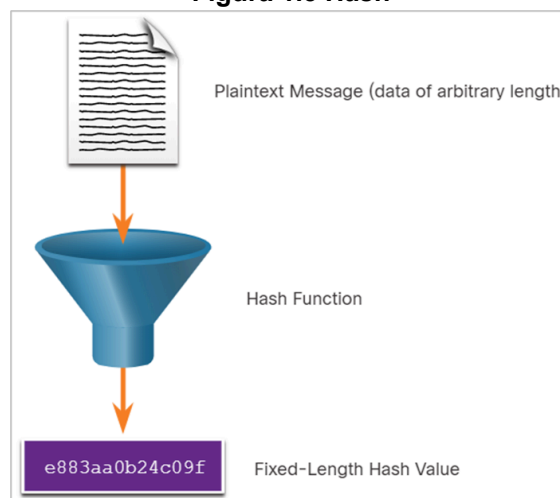 Plaintext Message (data of arbitrary length
Hash Function
e883aa0b24c09f
Fixed-Length Hash Value